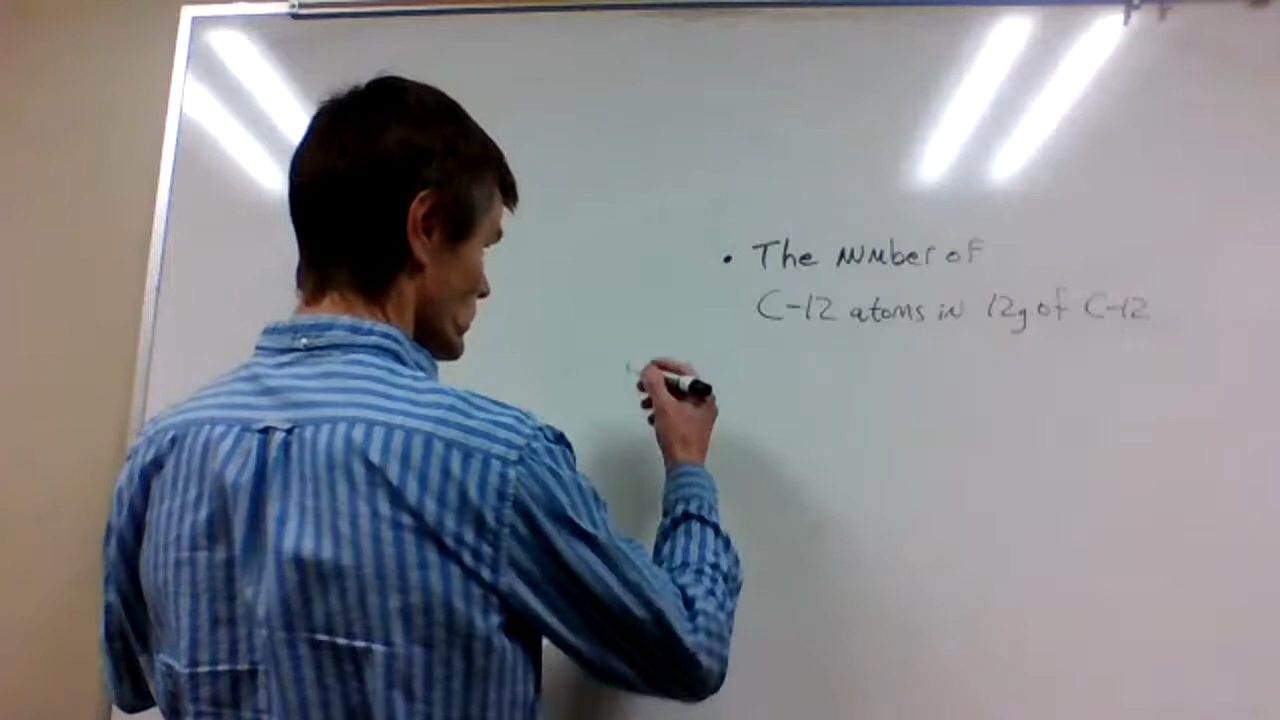 • The Number of
C-12 atoms in 12g of C-12